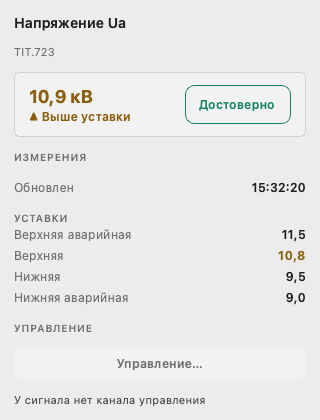 Напряжение Ua
TIT.723
10,9 кВ
Выше уставки
Достоверно
ИЗМЕРЕНИЯ
Обновлен 15:32:20
УСТАВКИ
Верхняя аварийная 11,5
Верхняя 10,8
Нижняя 9,5
Нижняя аварийная 9,0
УПРАВЛЕНИЕ
Управление...
У сигнала нет канала управления